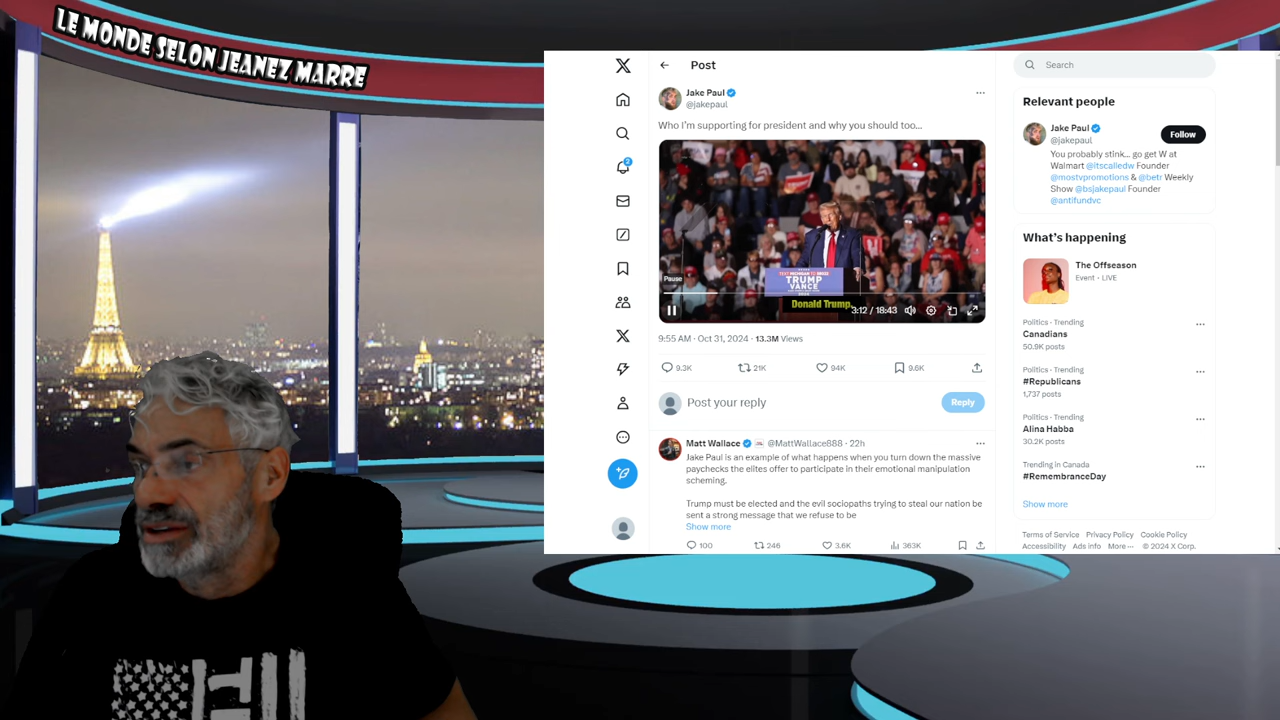 LE MONDE SELON JEANEZ MARRE
Post
Search
Jake Paul
@jakepaul
Who I'm supporting for president and why you should too...
TRUMP
VANCE
Donald Trump,
Pause
3:12 / 18:43
9:55 AM · Oct 31, 2024 · 13.3M Views
9.3K
21K
94K
9.6K
Post your reply
Reply
Matt Wallace @MattWallace888 · 22h
Jake Paul is an example of what happens when you turn down the massive
paychecks the elites offer to participate in their emotional manipulation
scheming.
Trump must be elected and the evil sociopaths trying to steal our nation be
sent a strong message that we refuse to be
Show more
100
246
3.6K
363K
2
Relevant people
Jake Paul
@jakepaul
Follow
You probably stink... go get W at
Walmart @itscalledw Founder
@mostvpromotions & @betr Weekly
Show @bsjakepaul Founder
@antifundvc
What's happening
The Offseason
Event · LIVE
Politics · Trending
Canadians
50.9K posts
Politics · Trending
#Republicans
1,737 posts
Politics · Trending
Alina Habba
30.2K posts
Trending in Canada
#RemembranceDay
Show more
Terms of Service Privacy Policy Cookie Policy
Accessibility Ads info More ··· © 2024 X Corp.